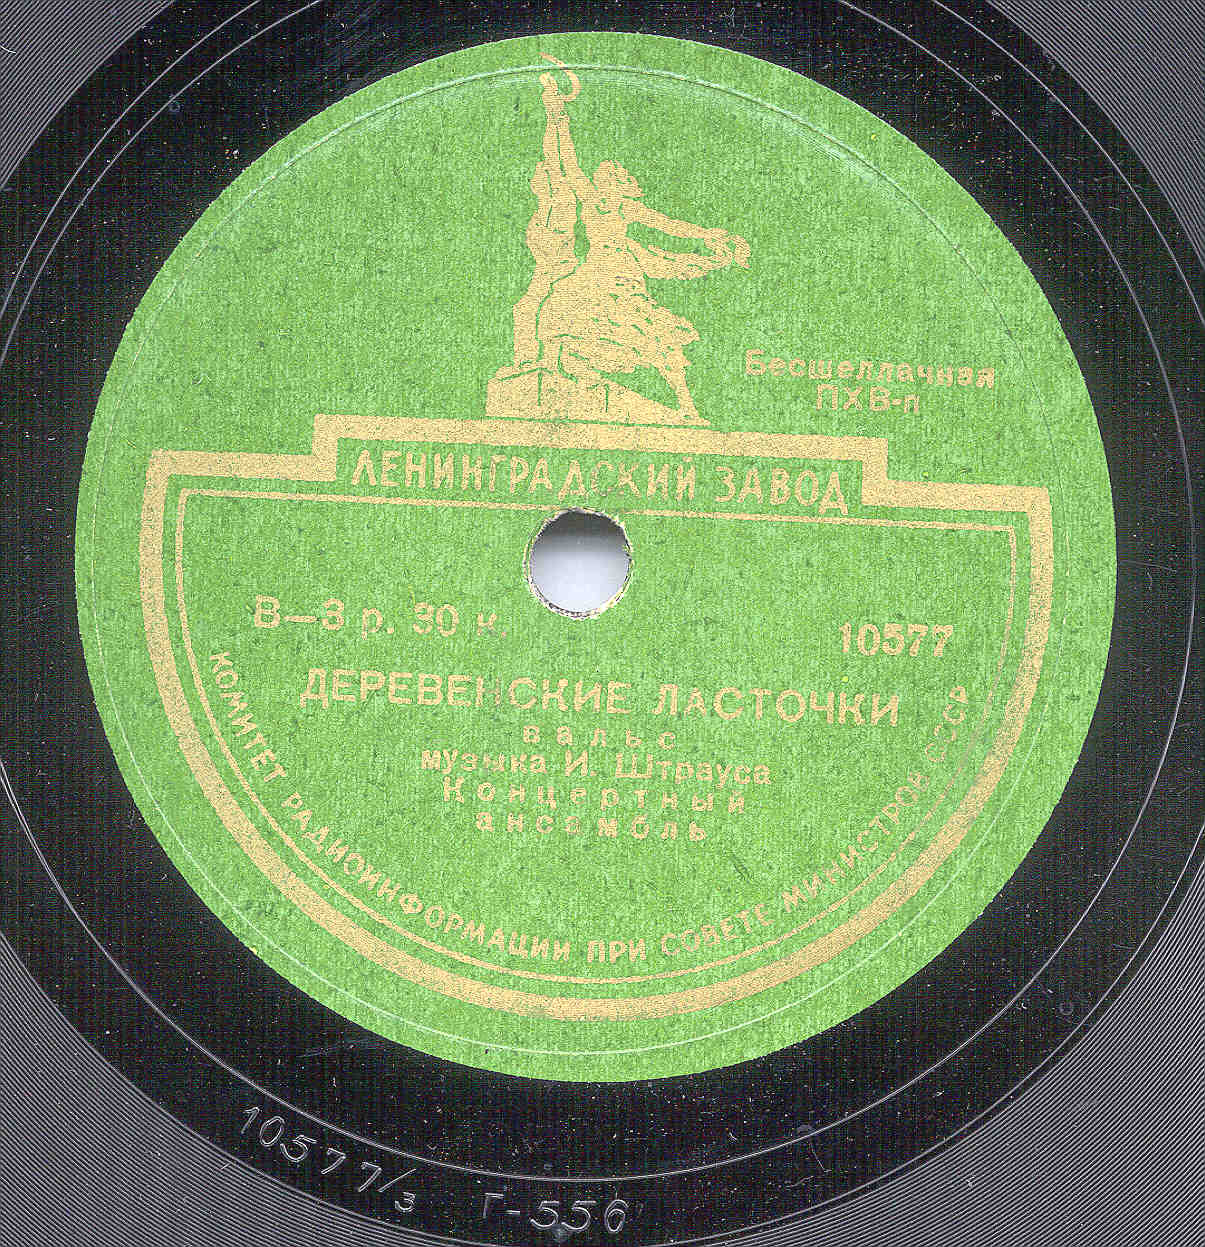 Бесшеллачная
ПХВ-п
ЛЕНИНГРАДСКИЙ ЗАВОД
В—3 р. 30 к.
10577
ДЕРЕВЕНСКИЕ ЛАСТОЧКИ
вальс
музыка И. Штрауса
Концертный
ансамбль
КОМИТЕТ РАДИОИНФОРМАЦИИ ПРИ СОВЕТЕ МИНИСТРОВ СССР
10577/3 Г-556